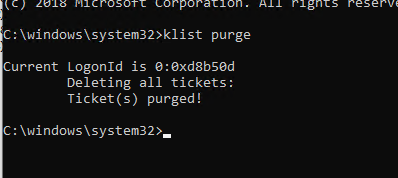 (c) 2018 Microsoft Corporation. All rights reserve
C:\windows\system32>klist purge
Current LogonId is 0:0xd8b50d
Deleting all tickets:
Ticket(s) purged!
C:\windows\system32>